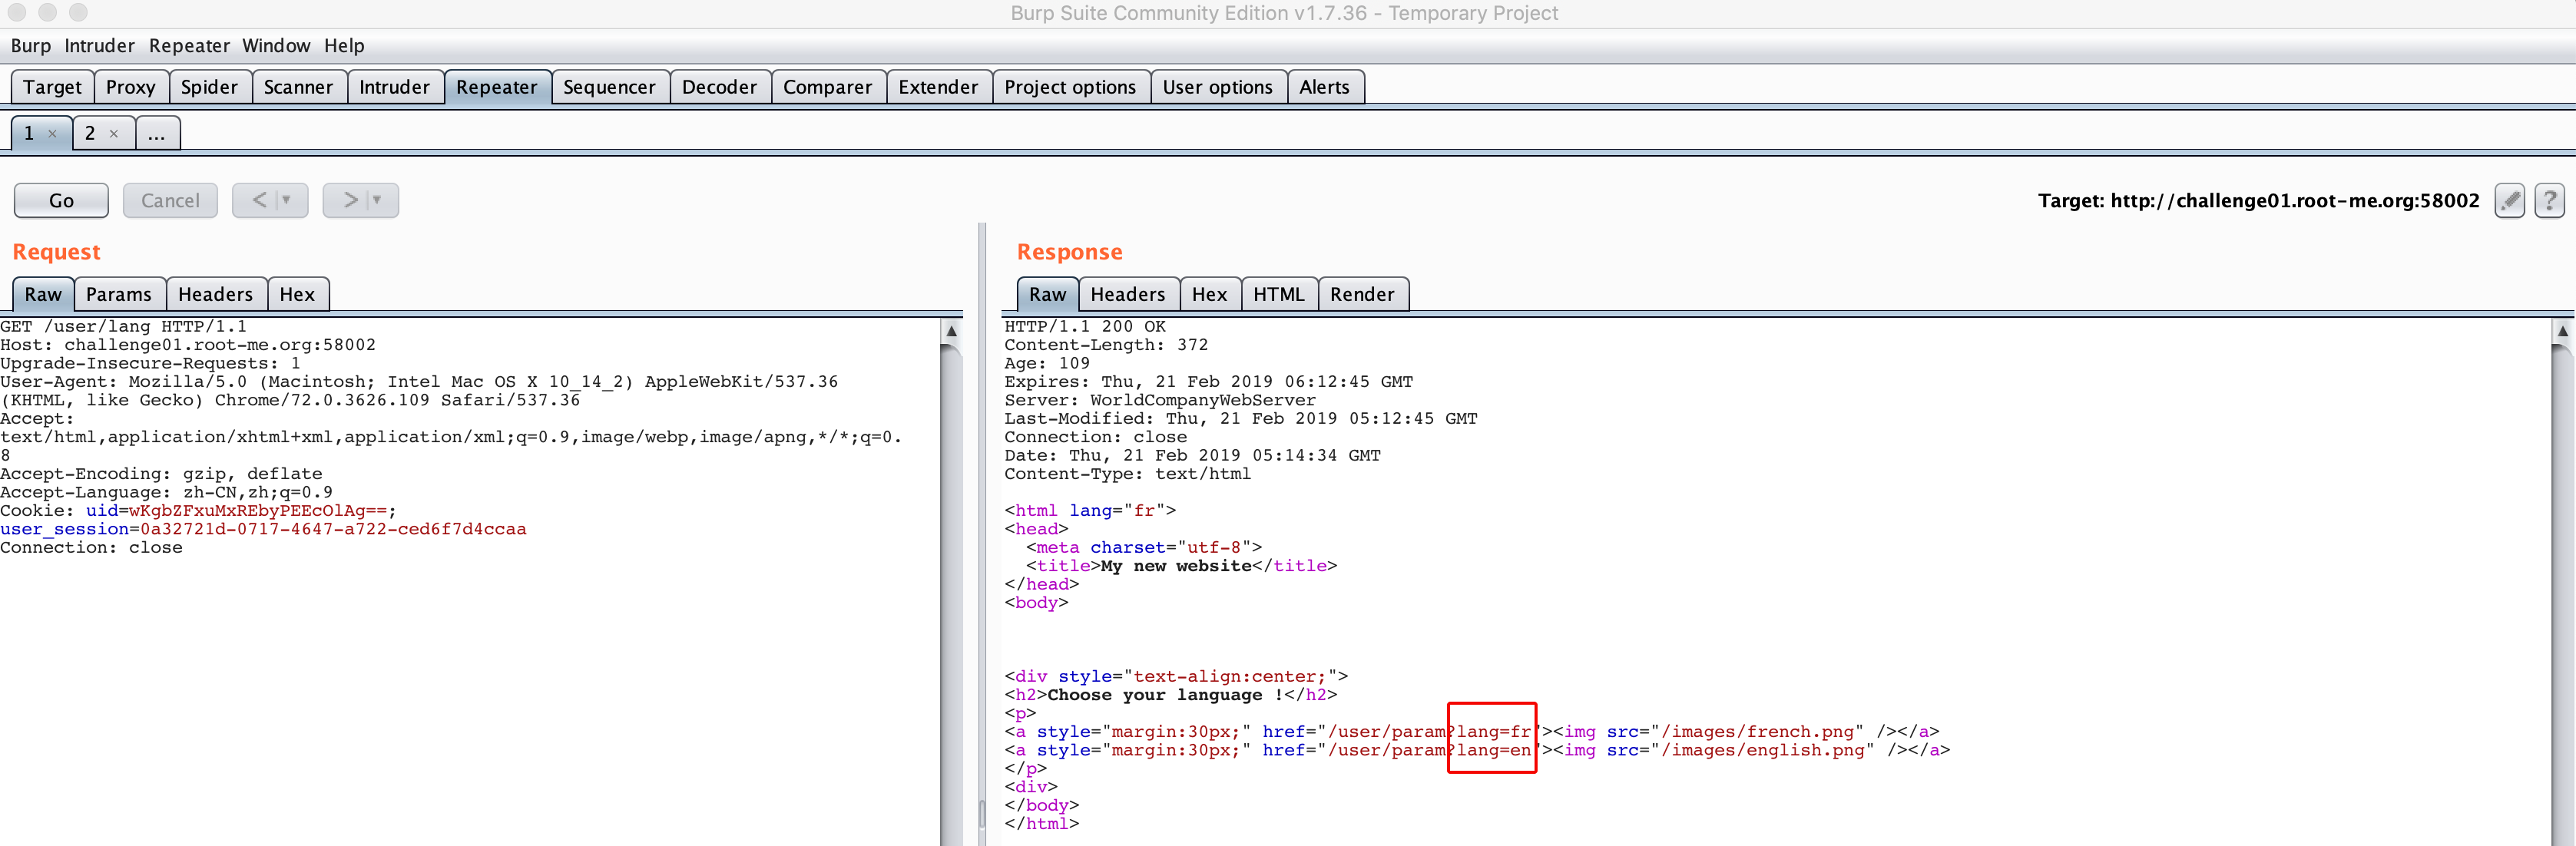 Burp Suite Community Edition v1.7.36 - Temporary Project
Burp Intruder Repeater Window Help
Target Proxy Spider Scanner Intruder Repeater Sequencer Decoder Comparer Extender Project options User options Alerts
1 × 2 × ...
Go Cancel < > Target: http://challenge01.root-me.org:58002 ?
Request
Raw Params Headers Hex
GET /user/lang HTTP/1.1
Host: challenge01.root-me.org:58002
Upgrade-Insecure-Requests: 1
User-Agent: Mozilla/5.0 (Macintosh; Intel Mac OS X 10_14_2) AppleWebKit/537.36
(KHTML, like Gecko) Chrome/72.0.3626.109 Safari/537.36
Accept:
text/html,application/xhtml+xml,application/xml;q=0.9,image/webp,image/apng,*/*;q=0.
8
Accept-Encoding: gzip, deflate
Accept-Language: zh-CN,zh;q=0.9
Cookie: uid=wKgbZFxuMxREbyPEEcOlAg==;
user_session=0a32721d-0717-4647-a722-ced6f7d4ccaa
Connection: close
Response
Raw Headers Hex HTML Render
HTTP/1.1 200 OK
Content-Length: 372
Age: 109
Expires: Thu, 21 Feb 2019 06:12:45 GMT
Server: WorldCompanyWebServer
Last-Modified: Thu, 21 Feb 2019 05:12:45 GMT
Connection: close
Date: Thu, 21 Feb 2019 05:14:34 GMT
Content-Type: text/html
<html lang="fr">
<head>
<meta charset="utf-8">
<title>My new website</title>
</head>
<body>
<div style="text-align:center;">
<h2>Choose your language !</h2>
<p>
<a style="margin:30px;" href="/user/param?lang=fr"><img src="/images/french.png" /></a>
<a style="margin:30px;" href="/user/param?lang=en"><img src="/images/english.png" /></a>
</p>
<div>
</body>
</html>